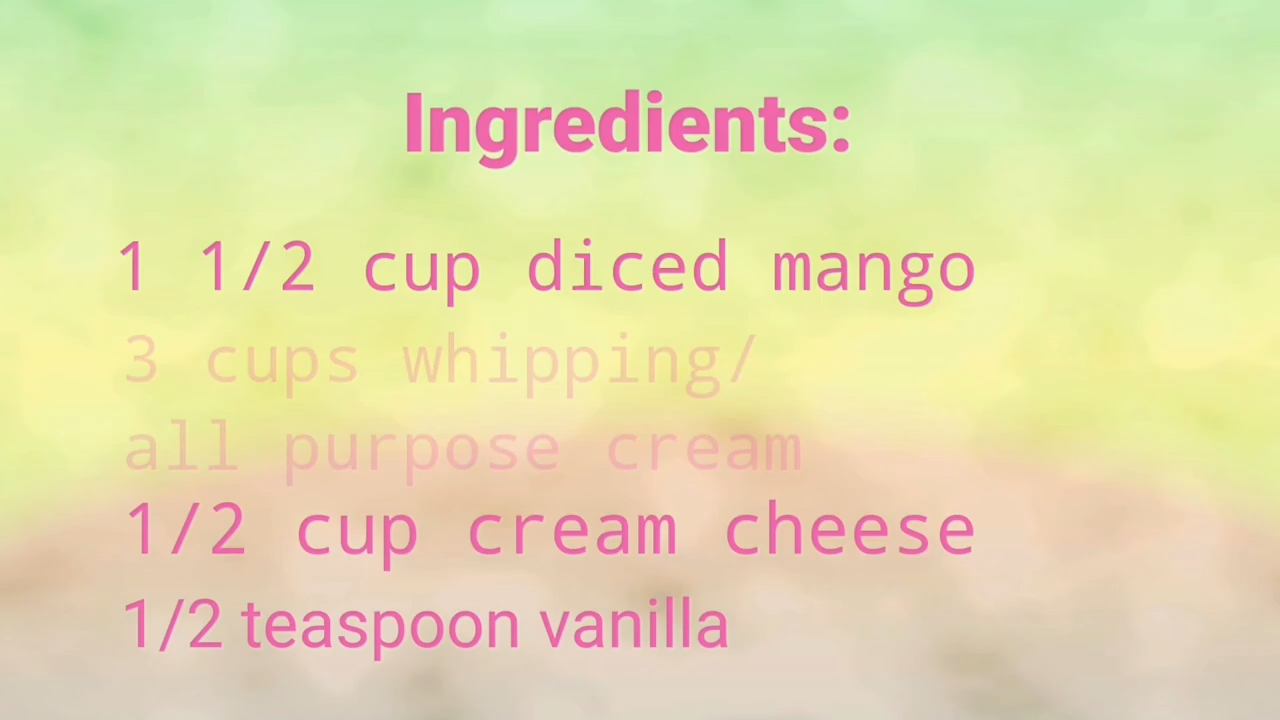 Ingredients:
1 1/2 cup diced mango
3 cups whipping/
all purpose cream
1/2 cup cream cheese
1/2 teaspoon vanilla